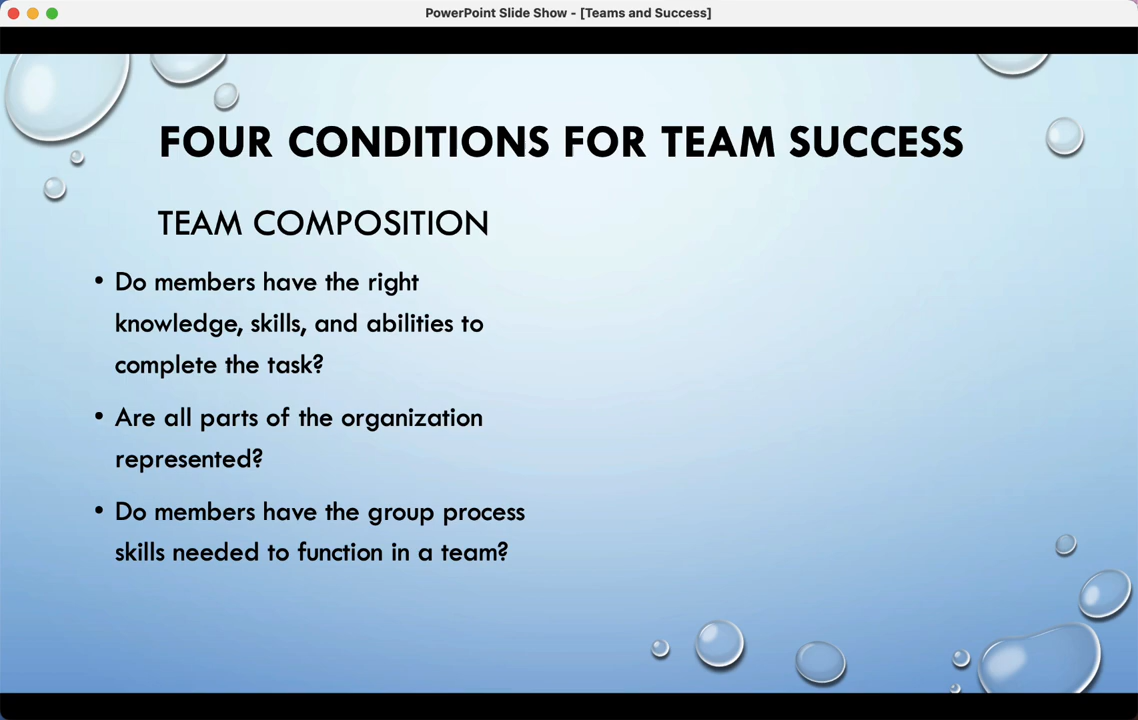 PowerPoint Slide Show - [Teams and Success]
FOUR CONDITIONS FOR TEAM SUCCESS
TEAM COMPOSITION
• Do members have the right
knowledge, skills, and abilities to
complete the task?
• Are all parts of the organization
represented?
• Do members have the group process
skills needed to function in a team?